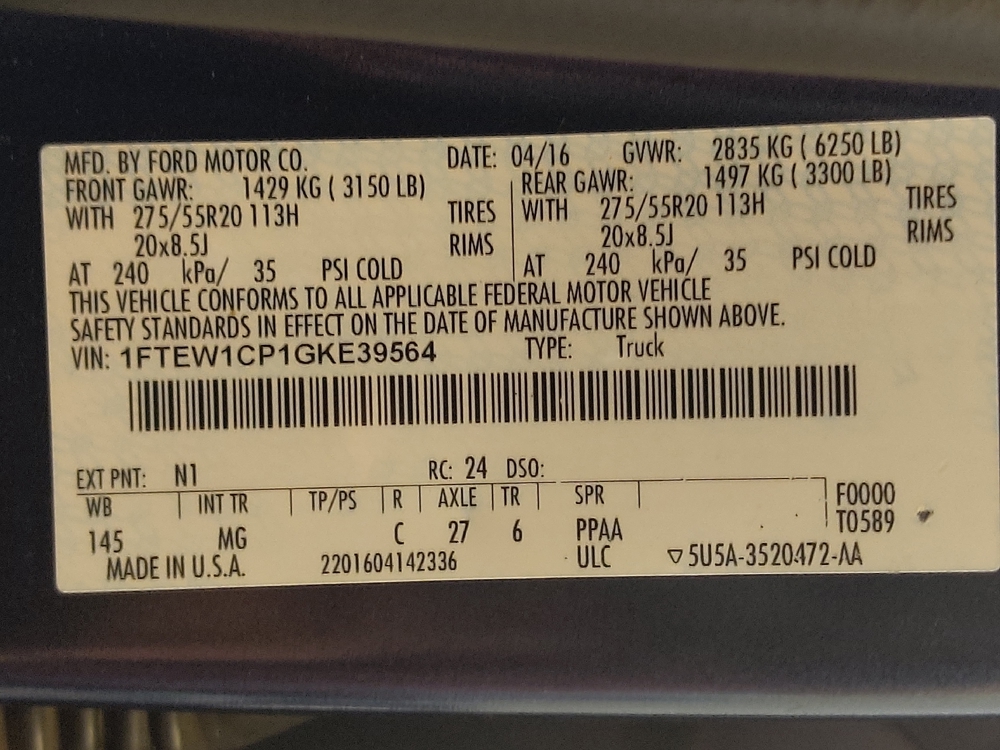 MFD. BY FORD MOTOR CO. DATE: 04/16 GVWR: 2835 KG ( 6250 LB)
FRONT GAWR: 1429 KG ( 3150 LB) REAR GAWR: 1497 KG ( 3300 LB)
WITH 275/55R20 113H TIRES WITH 275/55R20 113H TIRES
20x8.5J RIMS 20x8.5J RIMS
AT 240 kPa/ 35 PSI COLD AT 240 kPa/ 35 PSI COLD
THIS VEHICLE CONFORMS TO ALL APPLICABLE FEDERAL MOTOR VEHICLE
SAFETY STANDARDS IN EFFECT ON THE DATE OF MANUFACTURE SHOWN ABOVE.
VIN: 1FTEW1CP1GKE39564 TYPE: Truck
EXT PNT: N1 RC: 24 DSO:
WB INT TR TP/PS R AXLE TR SPR F0000
145 MG C 27 6 PPAA T0589
MADE IN U.S.A. 2201604142336 ULC ▽5U5A-3520472-AA